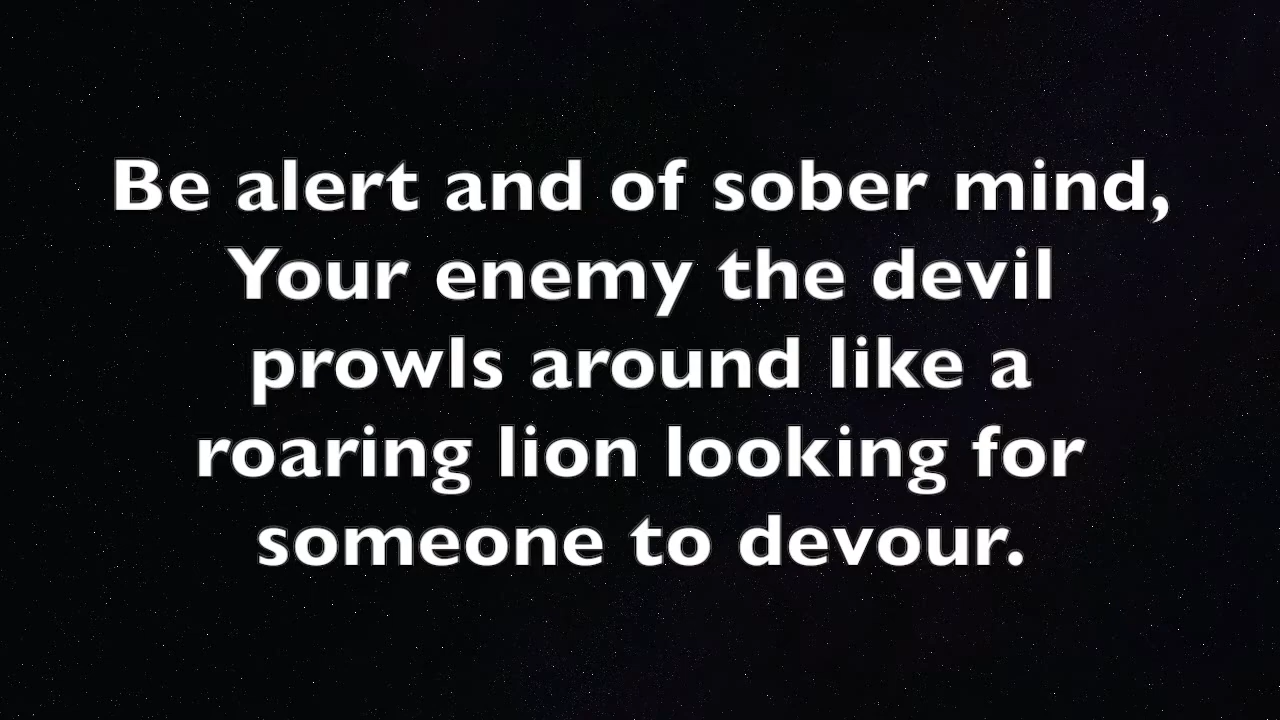 Be alert and of sober mind,
Your enemy the devil
prowls around like a
roaring lion looking for
someone to devour.